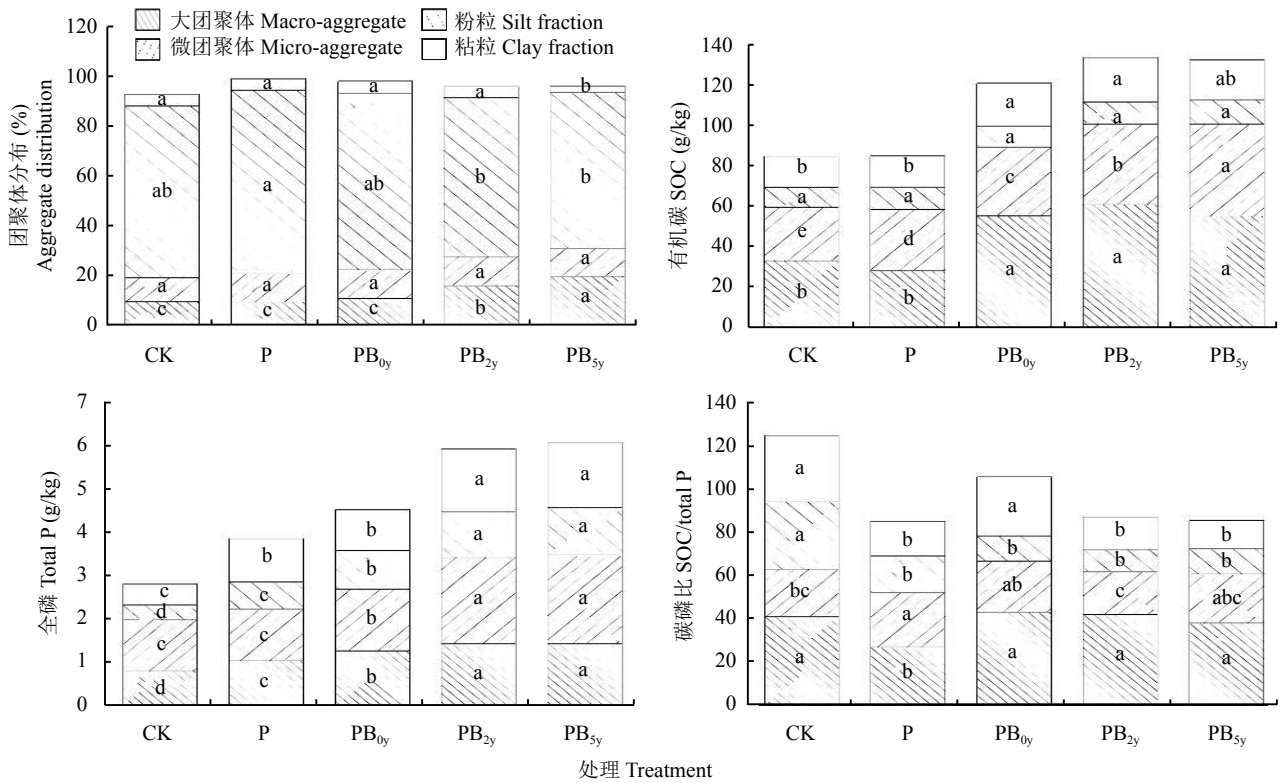 大团聚体 Macro-aggregate
粉粒 Silt fraction
微团聚体 Micro-aggregate
粘粒 Clay fraction
团聚体分布 (%)
Aggregate distribution
120
100
80
60
40
20
0
a a a a b
ab a ab b b
a a a a a
c c c b a
CK P PB0y PB2y PB5y
有机碳 SOC (g/kg)
140
120
100
80
60
40
20
0
b b a a ab
a a a a a
e d c b a
b b a a a
CK P PB0y PB2y PB5y
全磷 Total P (g/kg)
7
6
5
4
3
2
1
0
c b b a a
d c b a a
c c b a a
d c b a a
CK P PB0y PB2y PB5y
碳磷比 SOC/total P
140
120
100
80
60
40
20
0
a b a b b
a b b b b
bc a ab c abc
a b a a a
CK P PB0y PB2y PB5y
处理 Treatment